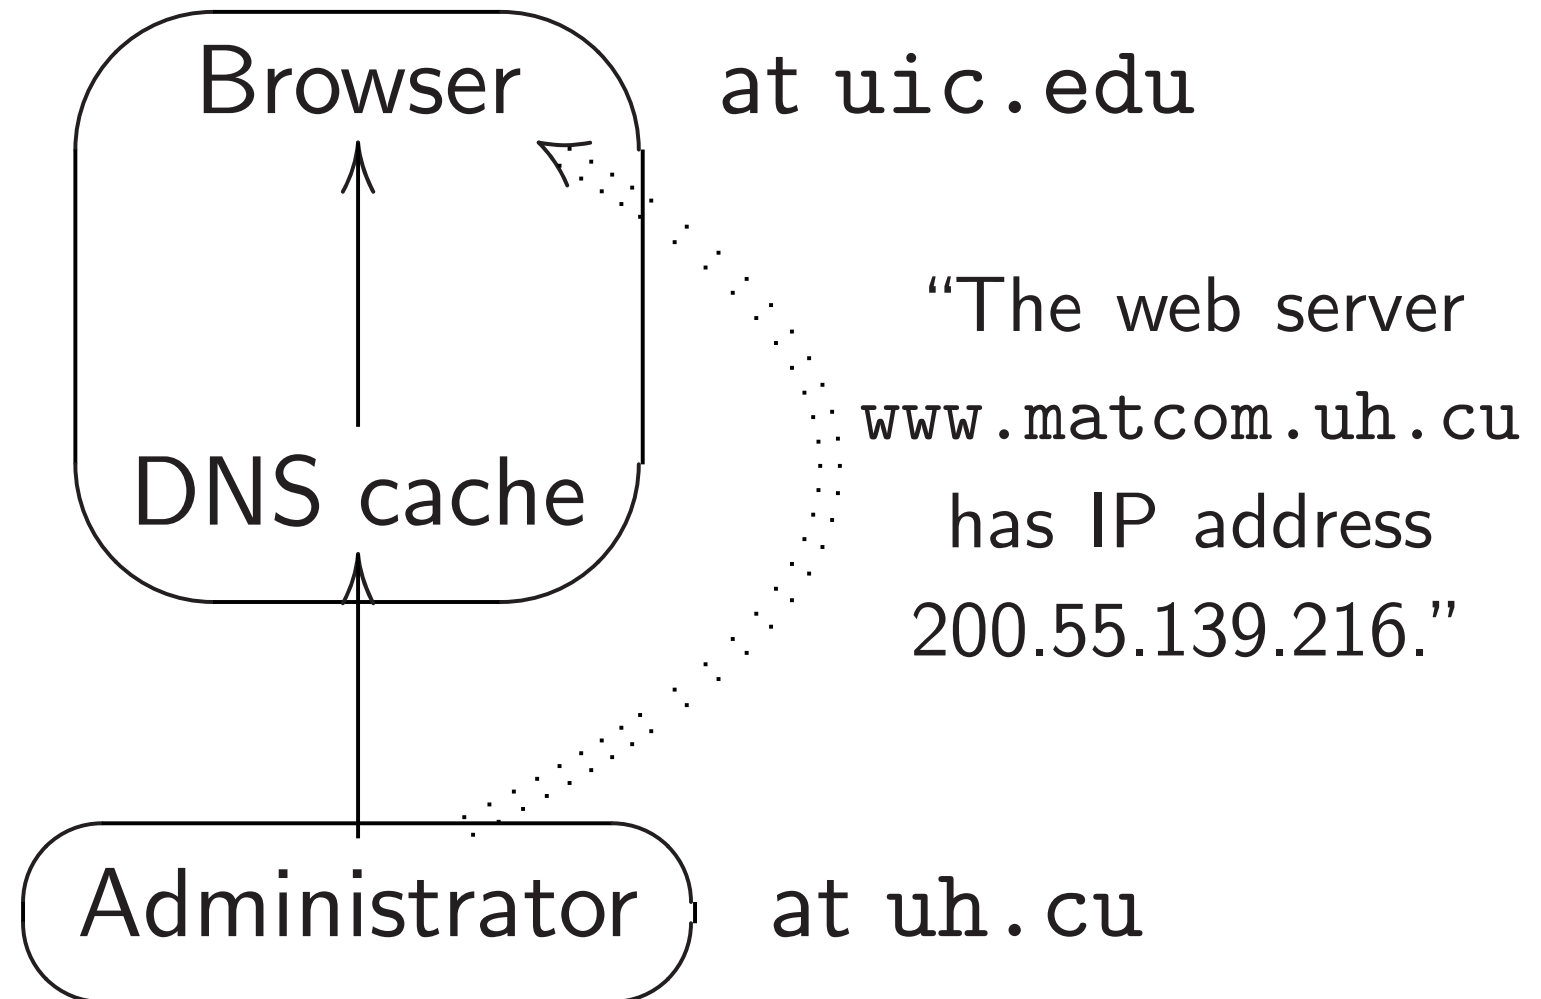 Browser at uic.edu
“The web server
www.matcom.uh.cu
DNS cache
has IP address
200.55.139.216.”
Administrator at uh.cu